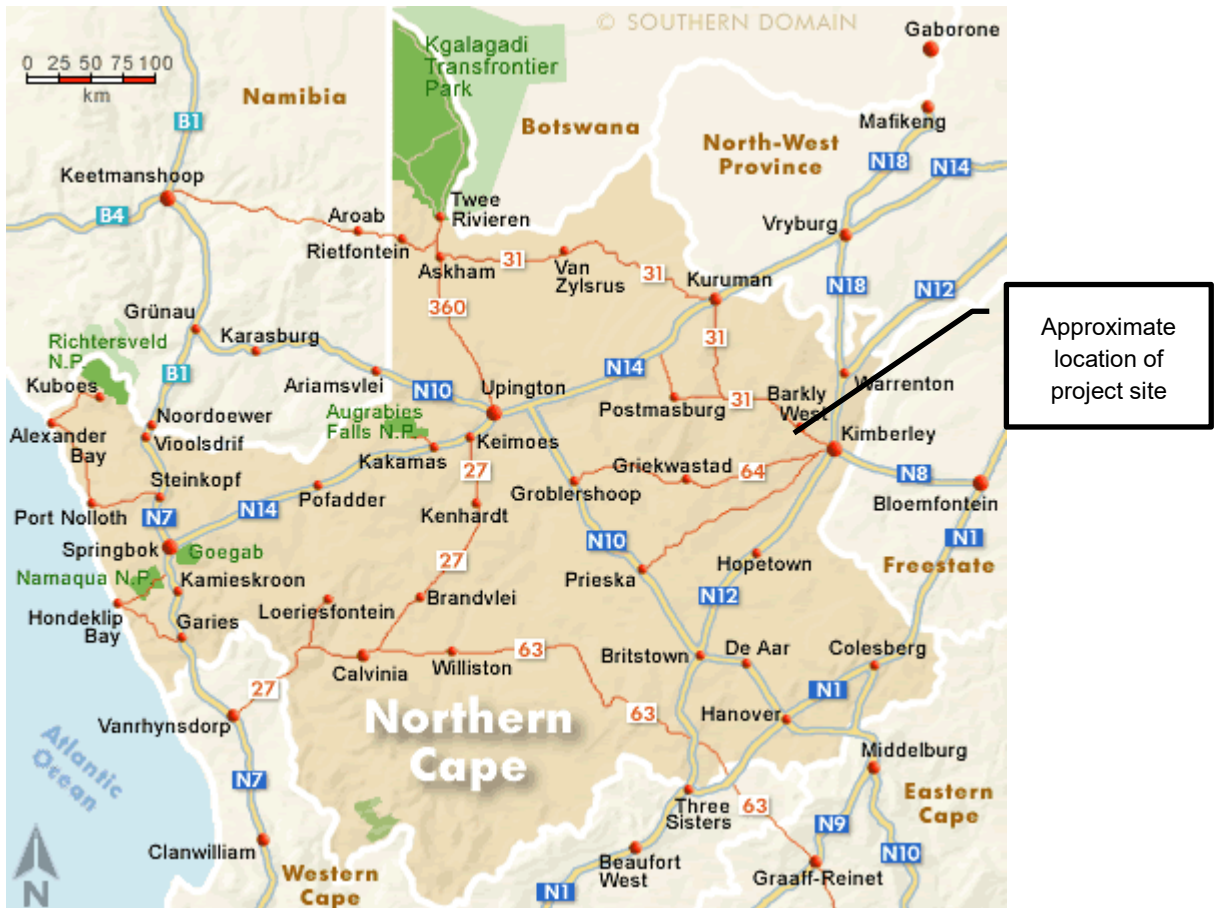 © SOUTHERN DOMAIN
Gaborone
0 25 50 75 100
km
Kgalagadi
Transfrontier
Park
Namibia
B1
Botswana
Mafikeng
North-West
Province
N18
N14
Keetmanshoop
B4
Twee
Rivieren
Aroab
Rietfontein
Vryburg
Askham
31
Van
Zylsrus
31
Kuruman
N18
N12
360
Grünau
Karasburg
Richtersveld
N.P.
31
Approximate
location of
project site
Kuboes
B1
Ariamsvlei
N10
Upington
N14
Warrenton
Postmasburg
31
Barkly
West
Noordoewer
Augrabies
Falls N.P.
Alexander
Bay
Vioolsdrif
Keimoes
Kimberley
Kakamas
Steinkopf
27
Griekwastad
64
N8
Pofadder
Groblershoop
Bloemfontein
Port Nolloth
N7
N14
Kenhardt
N1
Springbok
Goegab
N10
Hopetown
Freestate
27
Namaqua N.P.
Kamieskroon
Prieska
Loeriesfontein
Brandvlei
N12
Hondeklip
Bay
Garies
63
Britstown
De Aar
Colesberg
Calvinia
Williston
27
N1
Vanrhynsdorp
Northern
Cape
63
Hanover
Atlantic
Ocean
Middelburg
N7
Eastern
Cape
Three
Sisters
63
N9
Clanwilliam
Beaufort
West
N10
Western
Cape
Graaff-Reinet
N1
N